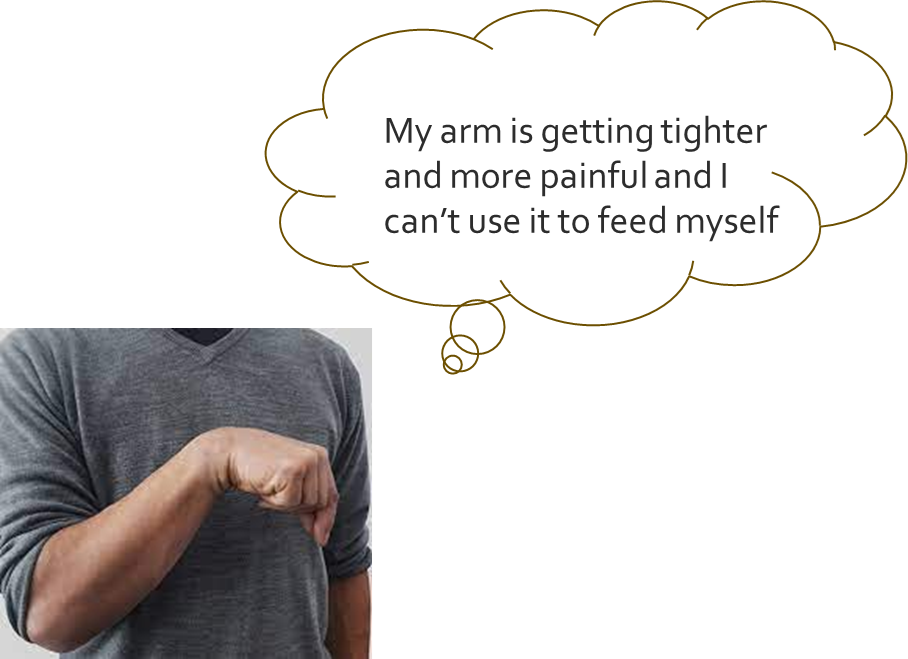 My arm is getting tighter
and more painful and I
can’t use it to feed myself